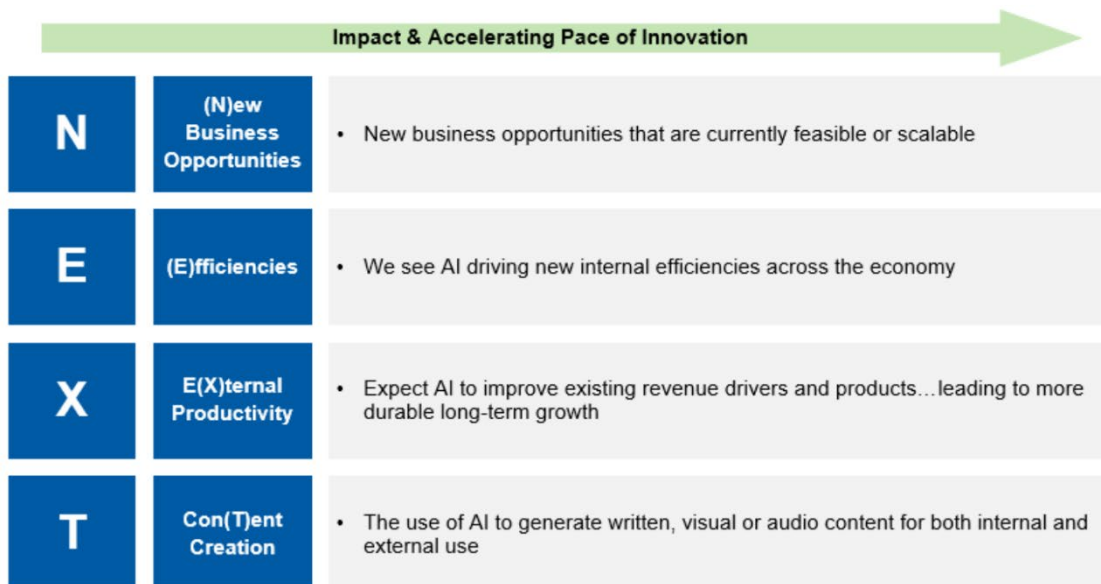 Impact & Accelerating Pace of Innovation
N
(N)ew
Business
Opportunities
• New business opportunities that are currently feasible or scalable
E
(E)fficiencies
• We see AI driving new internal efficiencies across the economy
X
E(X)ternal
Productivity
• Expect AI to improve existing revenue drivers and products…leading to more
durable long-term growth
T
Con(T)ent
Creation
• The use of AI to generate written, visual or audio content for both internal and
external use